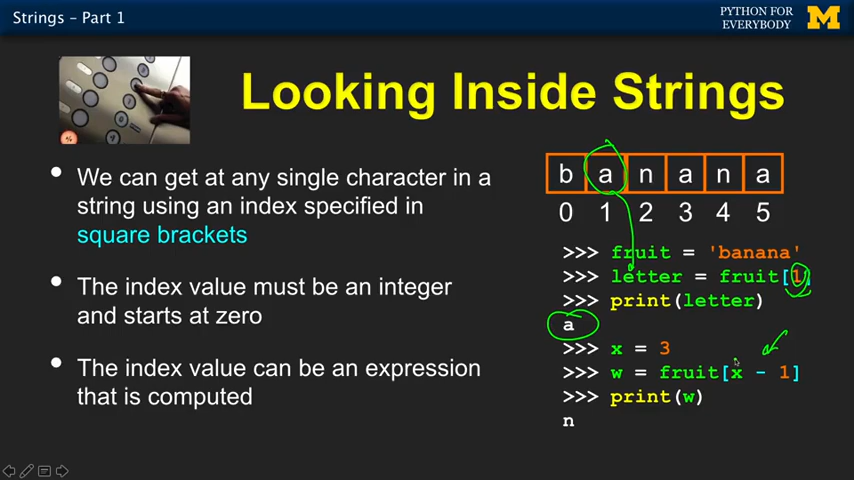 Strings – Part 1
PYTHON FOR
EVERYBODY
M
Looking Inside Strings
• We can get at any single character in a
string using an index specified in
square brackets
• The index value must be an integer
and starts at zero
• The index value can be an expression
that is computed
b a n a n a
0 1 2 3 4 5
>>> fruit = 'banana'
>>> letter = fruit[1]
>>> print(letter)
a
>>> x = 3
>>> w = fruit[x - 1]
>>> print(w)
n